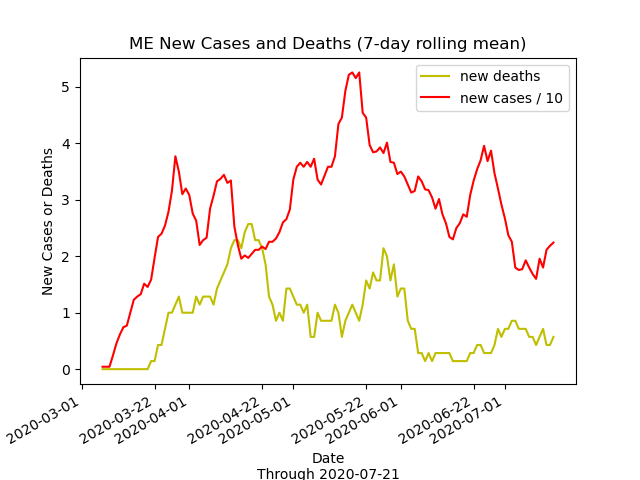 ME New Cases and Deaths (7-day rolling mean)
new deaths
new cases / 10
New Cases or Deaths
5
4
3
2
1
0
2020-03-01
2020-03-22
2020-04-01
2020-04-22
2020-05-01
2020-05-22
2020-06-01
2020-06-22
2020-07-01
Date
Through 2020-07-21